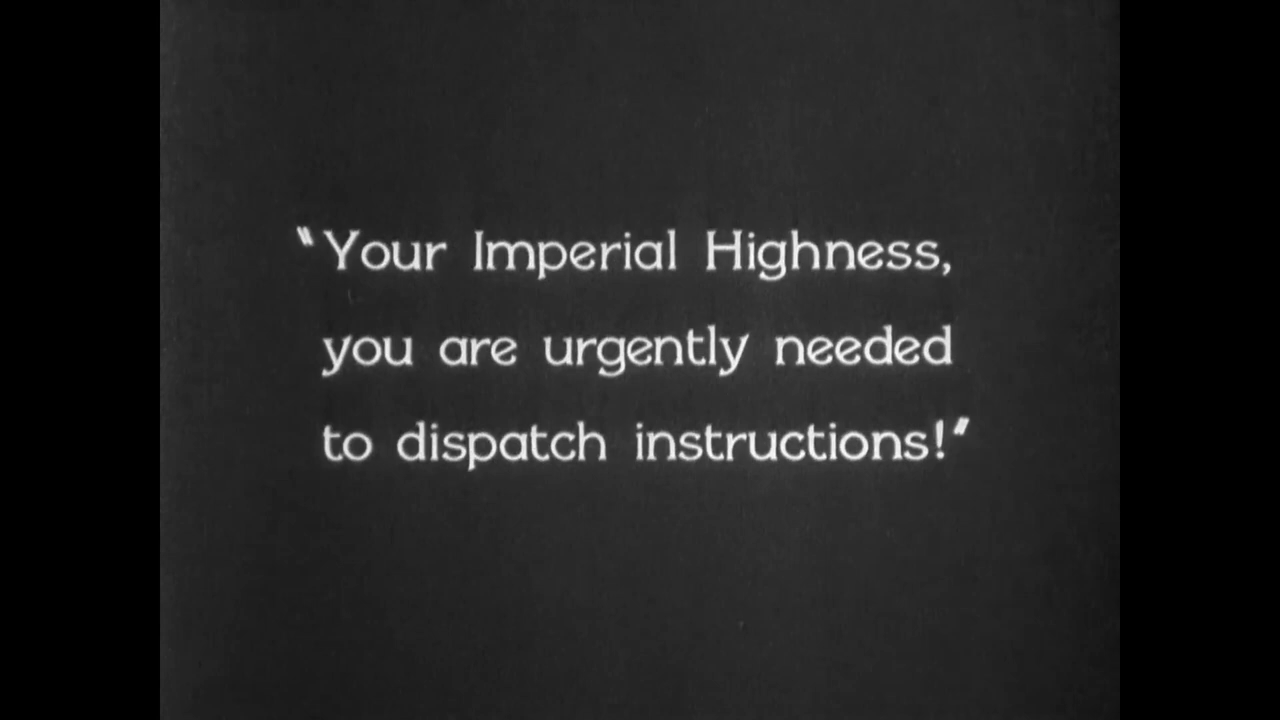 "Your Imperial Highness,
you are urgently needed
to dispatch instructions!"